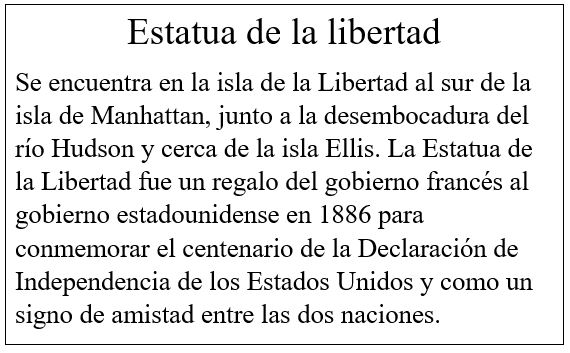 Estatua de la libertad
Se encuentra en la isla de la Libertad al sur de la
isla de Manhattan, junto a la desembocadura del
río Hudson y cerca de la isla Ellis. La Estatua de
la Libertad fue un regalo del gobierno francés al
gobierno estadounidense en 1886 para
conmemorar el centenario de la Declaración de
Independencia de los Estados Unidos y como un
signo de amistad entre las dos naciones.